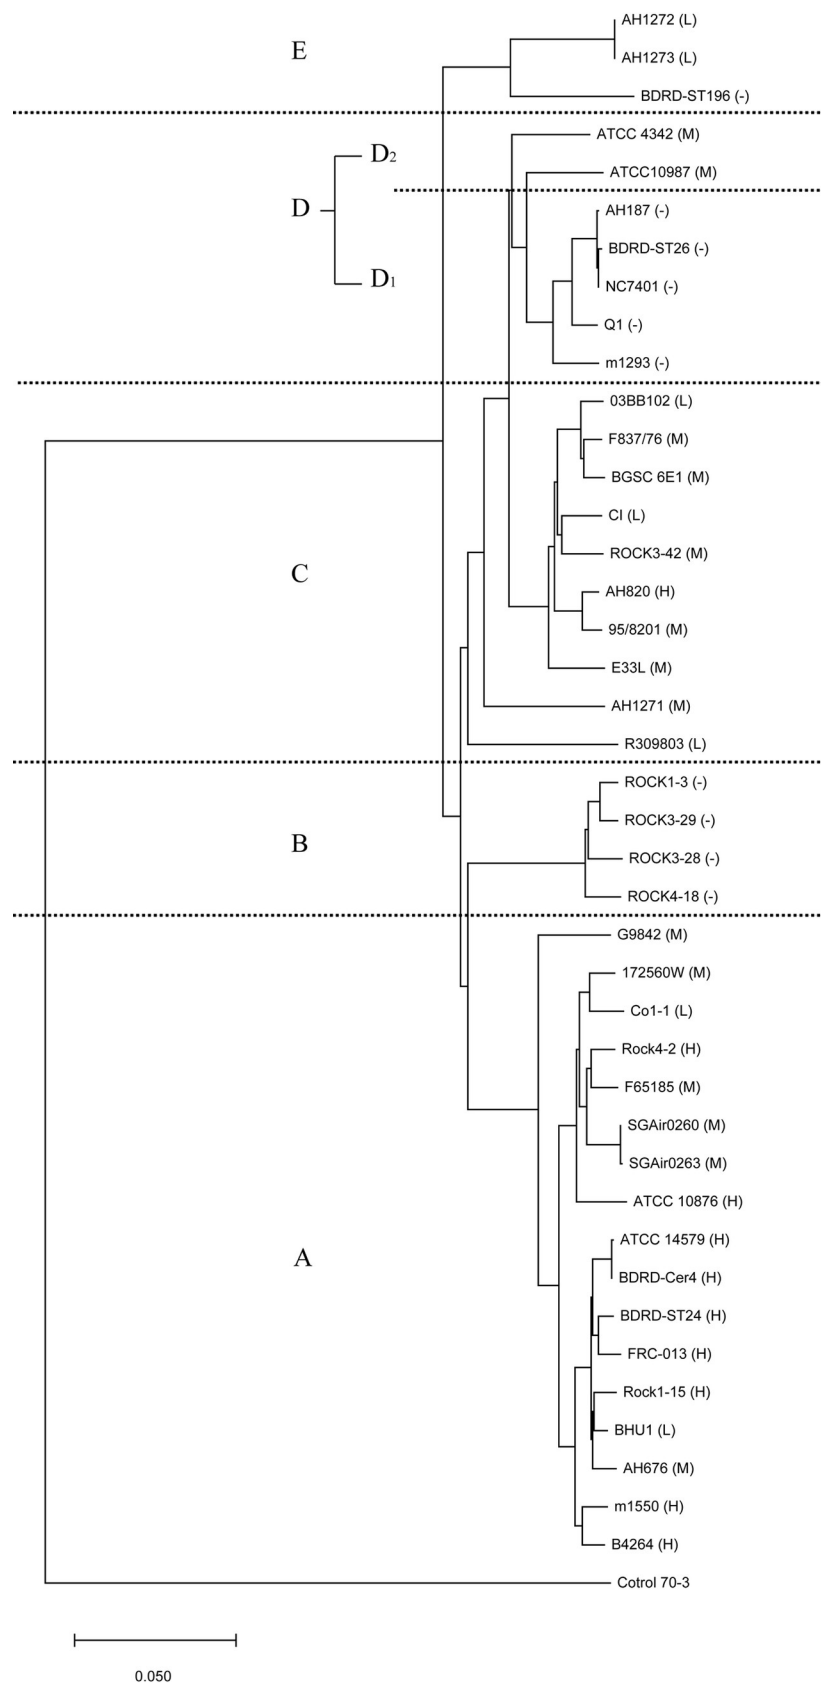 AH1272 (L)
E
AH1273 (L)
BDRD-ST196 (-)
ATCC 4342 (M)
D2
ATCC10987 (M)
D
AH187 (-)
BDRD-ST26 (-)
D1
NC7401 (-)
Q1 (-)
m1293 (-)
03BB102 (L)
F837/76 (M)
BGSC 6E1 (M)
CI (L)
ROCK3-42 (M)
C
AH820 (H)
95/8201 (M)
E33L (M)
AH1271 (M)
R309803 (L)
ROCK1-3 (-)
ROCK3-29 (-)
B
ROCK3-28 (-)
ROCK4-18 (-)
G9842 (M)
172560W (M)
Co1-1 (L)
Rock4-2 (H)
F65185 (M)
SGAir0260 (M)
SGAir0263 (M)
ATCC 10876 (H)
ATCC 14579 (H)
A
BDRD-Cer4 (H)
BDRD-ST24 (H)
FRC-013 (H)
Rock1-15 (H)
BHU1 (L)
AH676 (M)
m1550 (H)
B4264 (H)
Cotrol 70-3
0.050